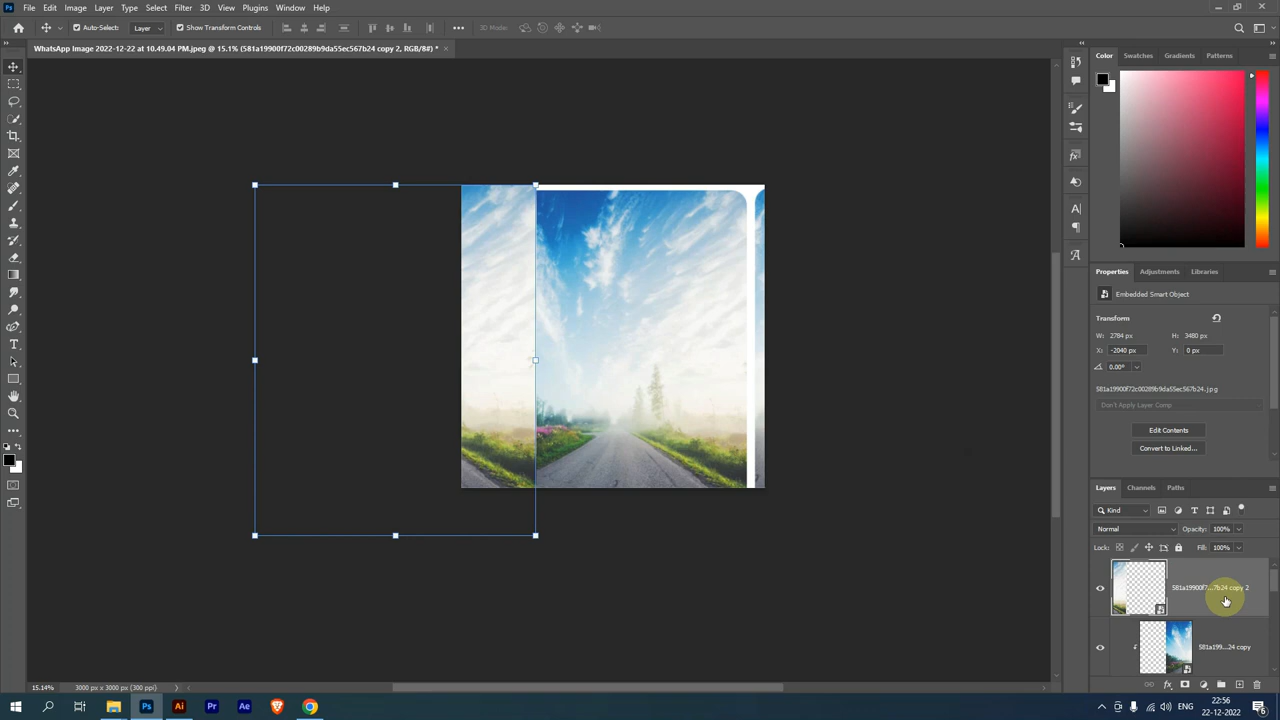 Ps File Edit Image Layer Type Select Filter 3D View Plugins Window Help
Auto-Select: Layer Show Transform Controls 3D Mode:
WhatsApp Image 2022-12-22 at 10.49.04 PM.jpeg @ 15.1% (581a19900f72c00289b9da55ec567b24 copy 2, RGB/8#) *
Color Swatches Gradients Patterns
Properties Adjustments Libraries
Embedded Smart Object
Transform
W: 2784 px H: 3480 px
X: -2040 px Y: 0 px
0.00°
581a19900f72c00289b9da55ec567b24.jpg
Don't Apply Layer Comp
Edit Contents
Convert to Linked...
Layers Channels Paths
Kind
Normal Opacity: 100%
Lock: Fill: 100%
581a19900f7...7b24 copy 2
581a199...24 copy
15.14% 3000 px x 3000 px (300 ppi)
Ps Ai Pr Ae
ENG
22:56
22-12-2022